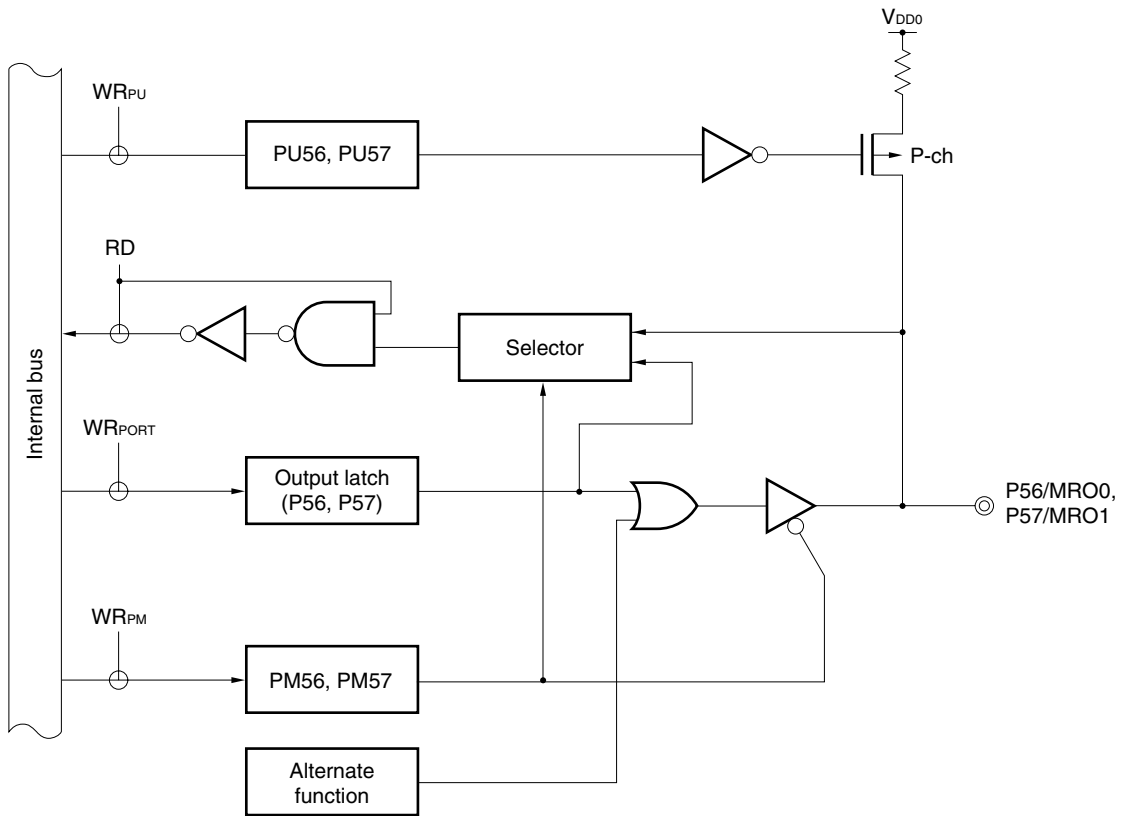 VDD0
WRPU
PU56, PU57
P-ch
RD
Selector
Internal bus
WRPORT
Output latch
(P56, P57)
P56/MRO0,
P57/MRO1
WRPM
PM56, PM57
Alternate
function